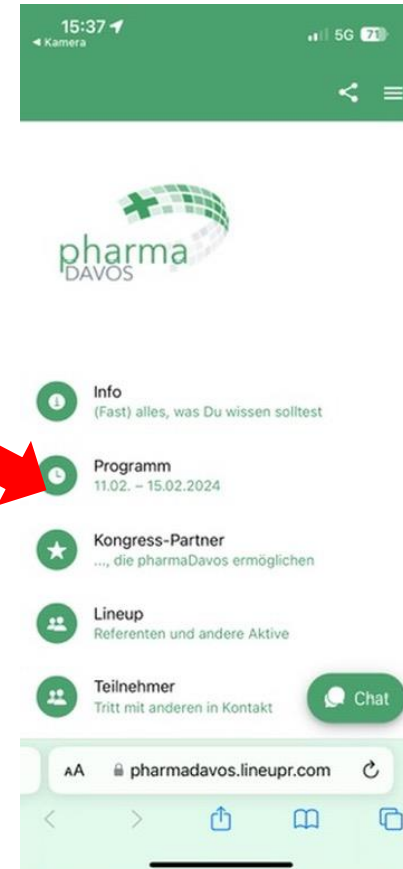 15:37
5G 71
◀ Kamera
pharma
DAVOS
Info
(Fast) alles, was Du wissen solltest
Programm
11.02. – 15.02.2024
Kongress-Partner
..., die pharmaDavos ermöglichen
Lineup
Referenten und andere Aktive
Teilnehmer
Tritt mit anderen in Kontakt
Chat
AA pharmadavos.lineupr.com